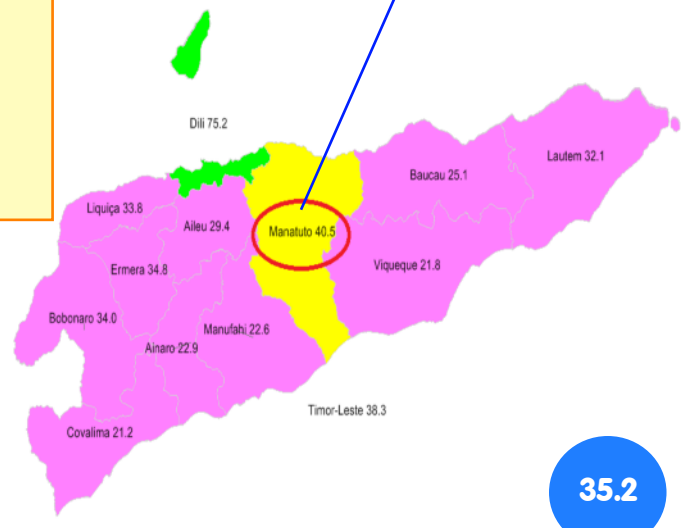 Dili 75.2
Lautem 32.1
Baucau 25.1
Liquiça 33.8
Aileu 29.4
Manatuto 40.5
Viqueque 21.8
Ermera 34.8
Bobonaro 34.0
Manufahi 22.6
Ainaro 22.9
Timor-Leste 38.3
Covalima 21.2
35.2